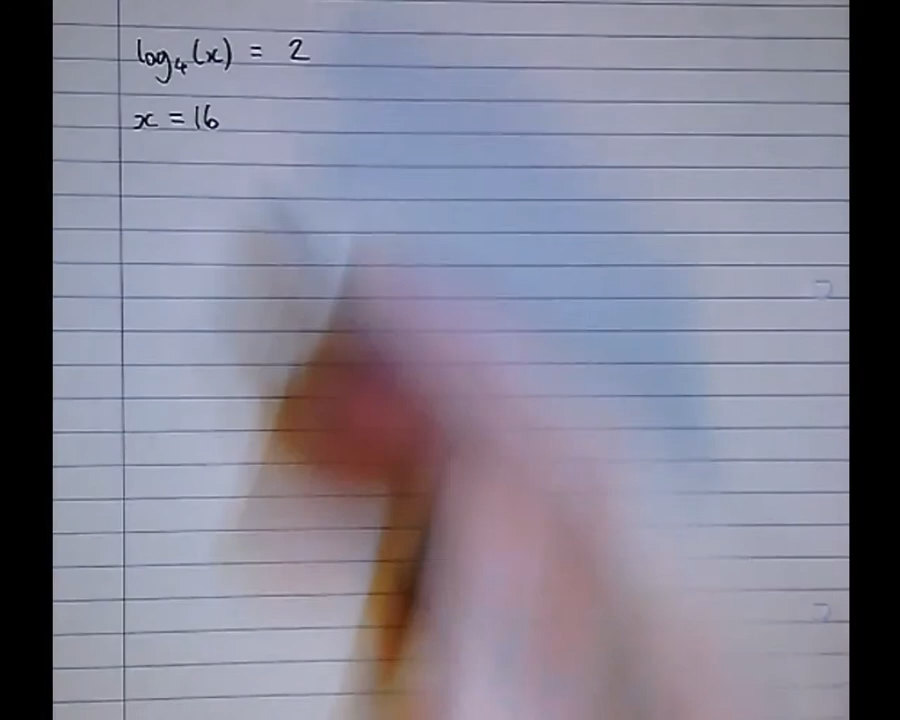 log₄(x) = 2
x = 16